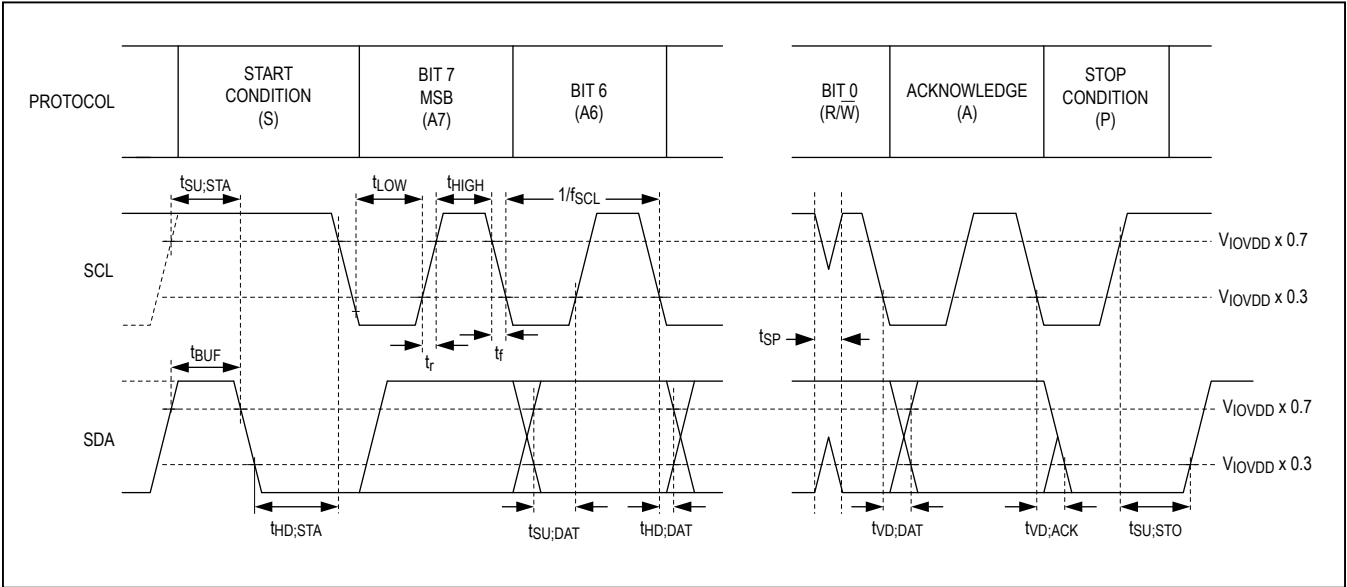 PROTOCOL
START
CONDITION
(S)
BIT 7
MSB
(A7)
BIT 6
(A6)
BIT 0
(R/W̅)
ACKNOWLEDGE
(A)
STOP
CONDITION
(P)
tSU;STA
tLOW
tHIGH
1/fSCL
SCL
VIOVDD x 0.7
VIOVDD x 0.3
tr
tf
tSP
tBUF
SDA
VIOVDD x 0.7
VIOVDD x 0.3
tHD;STA
tSU;DAT
tHD;DAT
tVD;DAT
tVD;ACK
tSU;STO